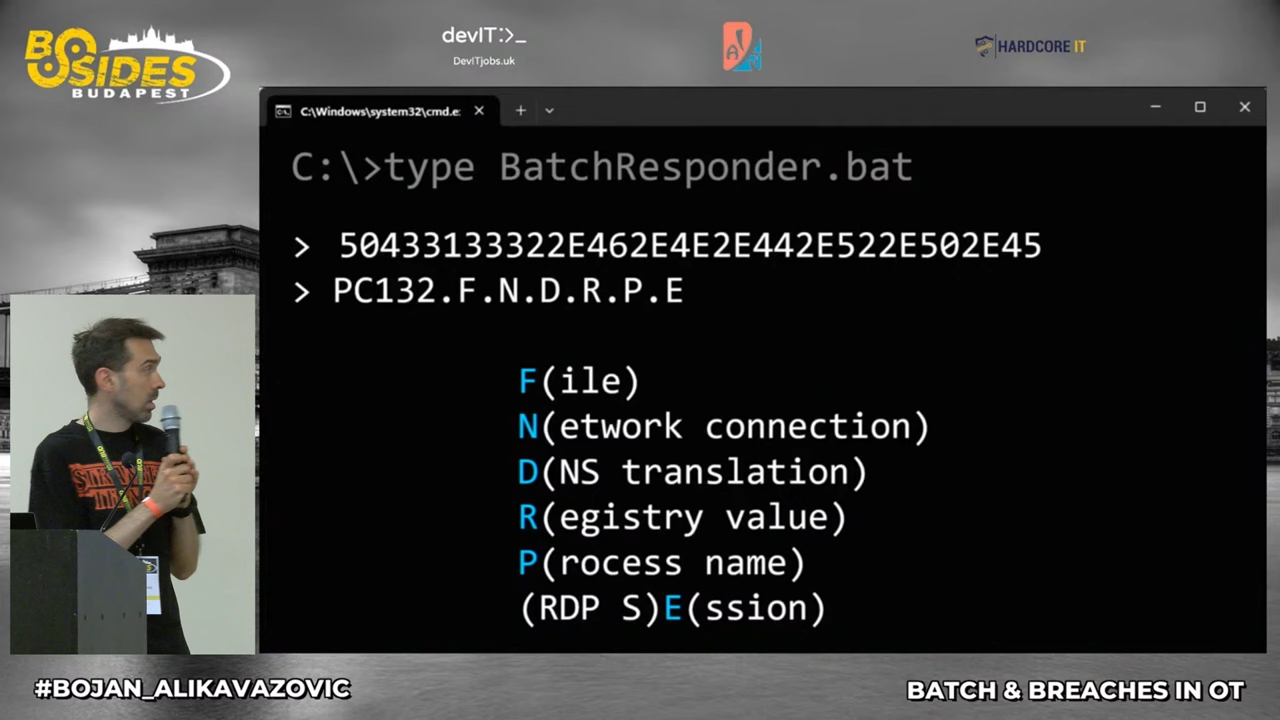 BSIDES
BUDAPEST
devIT:>_
DevITjobs.uk
HARDCORE IT
C:\Windows\system32\cmd.e:
C:\>type BatchResponder.bat
> 50433133322E462E4E2E442E522E502E45
> PC132.F.N.D.R.P.E
F(ile)
N(etwork connection)
D(NS translation)
R(egistry value)
P(rocess name)
(RDP S)E(ssion)
#BOJAN_ALIKAVAZOVIC
BATCH & BREACHES IN OT